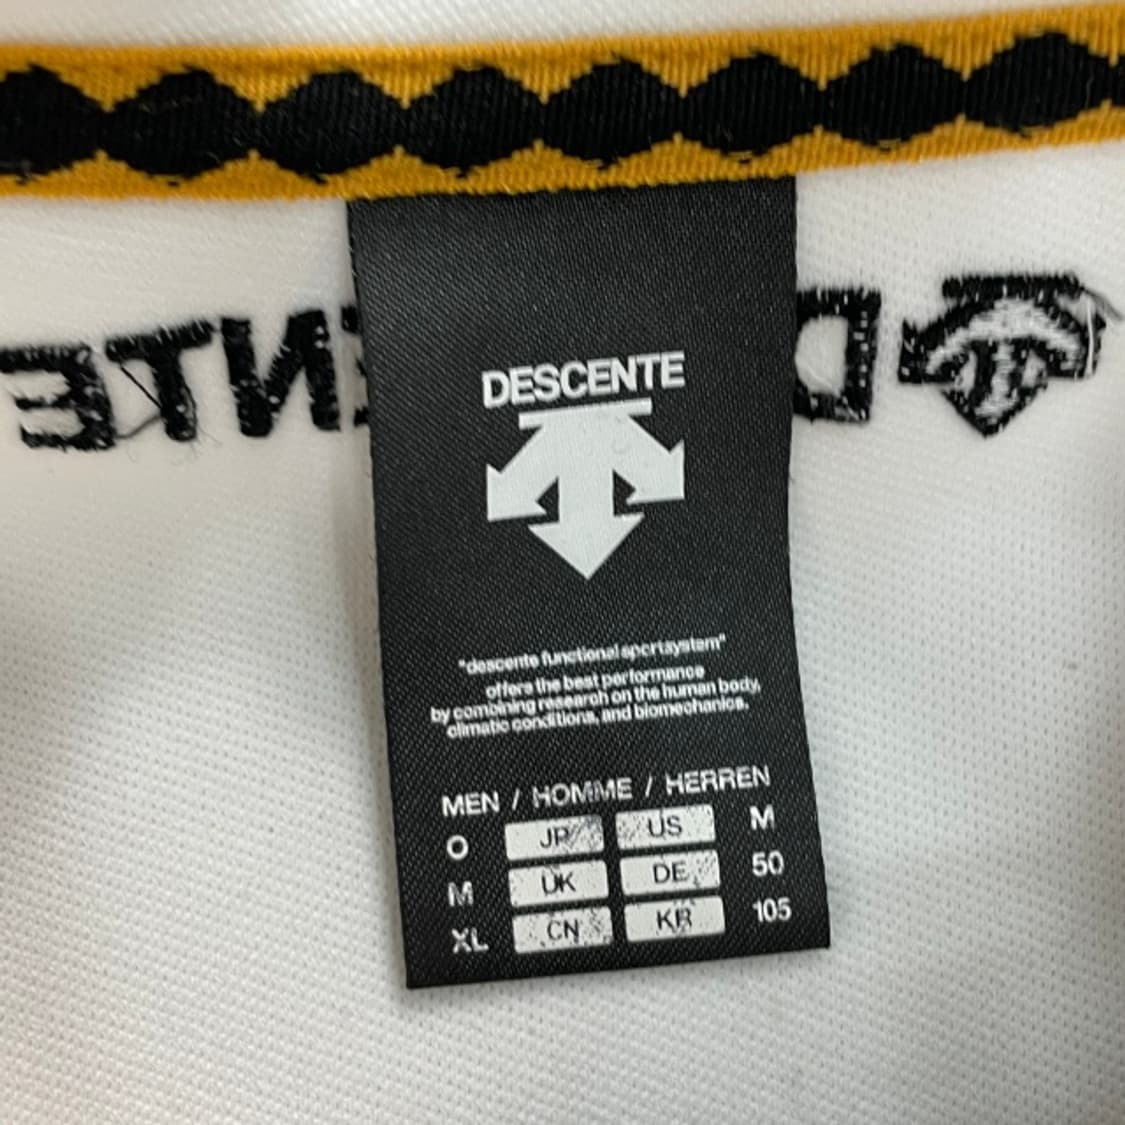 DESCENTE
"descente functional sportsystem"
offers the best performance
by combining research on the human body,
climatic conditions, and biomechanics.
MEN / HOMME / HERREN
O JP US M
M UK DE 50
XL CN KR 105